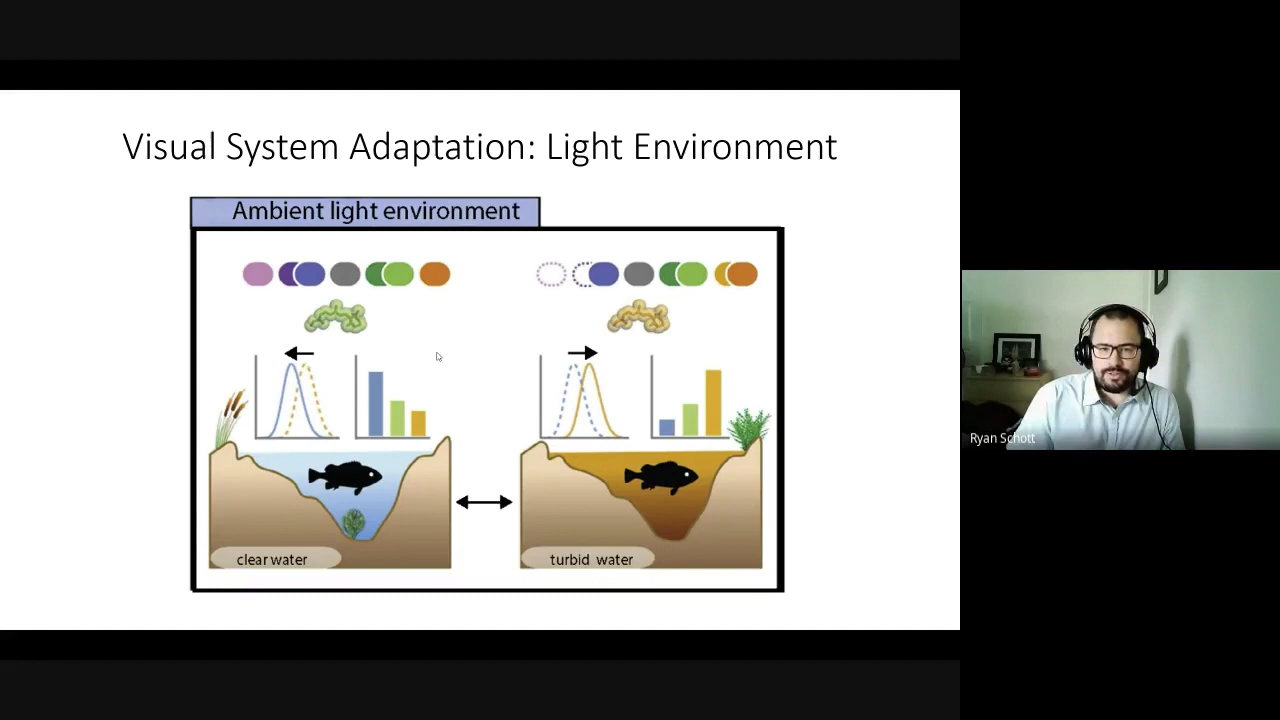 Visual System Adaptation: Light Environment
Ambient light environment
clear water
turbid water
Ryan Schott